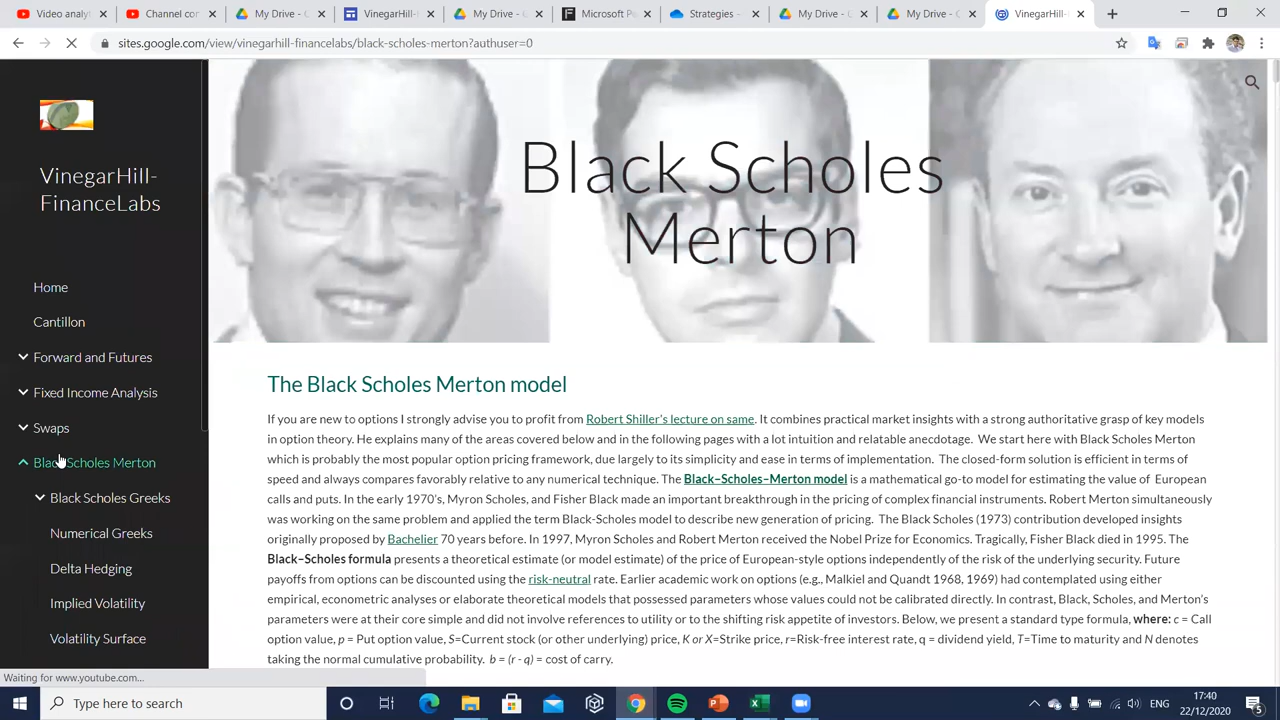 Video analy
Channel con
My Drive - G
VinegarHill-F
My Drive - G
Microsoft Pe
Strategies –
My Drive - G
My Drive - G
VinegarHill-F
sites.google.com/view/vinegarhill-financelabs/black-scholes-merton?authuser=0
VinegarHill-
FinanceLabs
Home
Cantillon
Forward and Futures
Fixed Income Analysis
Swaps
Black Scholes Merton
Black Scholes Greeks
Numerical Greeks
Delta Hedging
Implied Volatility
Volatility Surface
Black Scholes
Merton
The Black Scholes Merton model
If you are new to options I strongly advise you to profit from Robert Shiller's lecture on same. It combines practical market insights with a strong authoritative grasp of key models
in option theory. He explains many of the areas covered below and in the following pages with a lot intuition and relatable anecdotage. We start here with Black Scholes Merton
which is probably the most popular option pricing framework, due largely to its simplicity and ease in terms of implementation. The closed-form solution is efficient in terms of
speed and always compares favorably relative to any numerical technique. The Black–Scholes–Merton model is a mathematical go-to model for estimating the value of European
calls and puts. In the early 1970's, Myron Scholes, and Fisher Black made an important breakthrough in the pricing of complex financial instruments. Robert Merton simultaneously
was working on the same problem and applied the term Black-Scholes model to describe new generation of pricing. The Black Scholes (1973) contribution developed insights
originally proposed by Bachelier 70 years before. In 1997, Myron Scholes and Robert Merton received the Nobel Prize for Economics. Tragically, Fisher Black died in 1995. The
Black–Scholes formula presents a theoretical estimate (or model estimate) of the price of European-style options independently of the risk of the underlying security. Future
payoffs from options can be discounted using the risk-neutral rate. Earlier academic work on options (e.g., Malkiel and Quandt 1968, 1969) had contemplated using either
empirical, econometric analyses or elaborate theoretical models that possessed parameters whose values could not be calibrated directly. In contrast, Black, Scholes, and Merton's
parameters were at their core simple and did not involve references to utility or to the shifting risk appetite of investors. Below, we present a standard type formula, where: c = Call
option value, p = Put option value, S=Current stock (or other underlying) price, K or X=Strike price, r=Risk-free interest rate, q = dividend yield, T=Time to maturity and N denotes
taking the normal cumulative probability. b = (r - q) = cost of carry.
Waiting for www.youtube.com...
Type here to search
ENG
17:40
22/12/2020
5